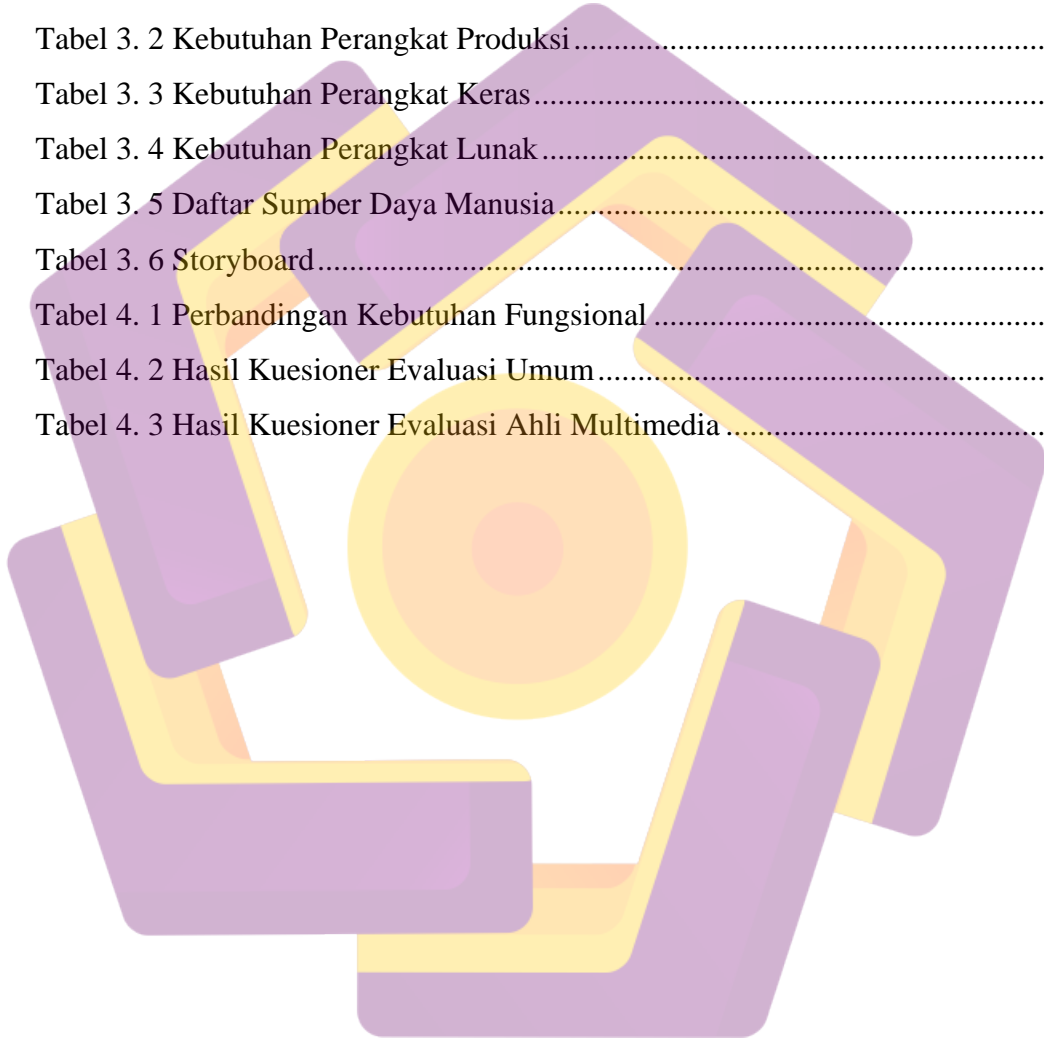 Tabel 3. 2 Kebutuhan Perangkat Produksi................................................................
Tabel 3. 3 Kebutuhan Perangkat Keras.....................................................................
Tabel 3. 4 Kebutuhan Perangkat Lunak....................................................................
Tabel 3. 5 Daftar Sumber Daya Manusia..................................................................
Tabel 3. 6 Storyboard.................................................................................................
Tabel 4. 1 Perbandingan Kebutuhan Fungsional ......................................................
Tabel 4. 2 Hasil Kuesioner Evaluasi Umum.............................................................
Tabel 4. 3 Hasil Kuesioner Evaluasi Ahli Multimedia .............................................